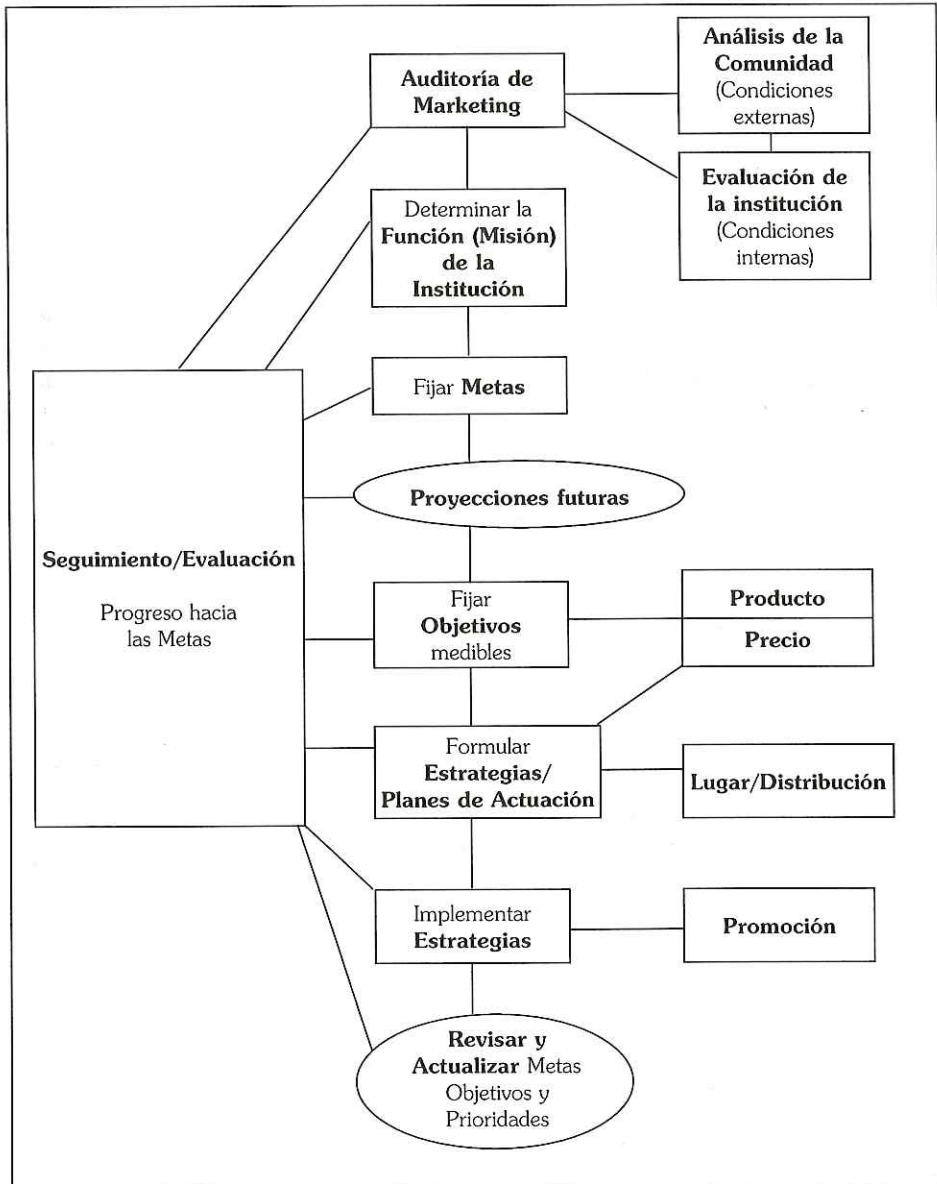 Auditoría de
Marketing
Análisis de la
Comunidad
(Condiciones
externas)
Evaluación de
la institución
(Condiciones
internas)
Determinar la
Función (Misión)
de la
Institución
Fijar Metas
Proyecciones futuras
Seguimiento/Evaluación
Progreso hacia
las Metas
Fijar
Objetivos
medibles
Producto
Precio
Formular
Estrategias/
Planes de Actuación
Lugar/Distribución
Implementar
Estrategias
Promoción
Revisar y
Actualizar Metas
Objetivos y
Prioridades